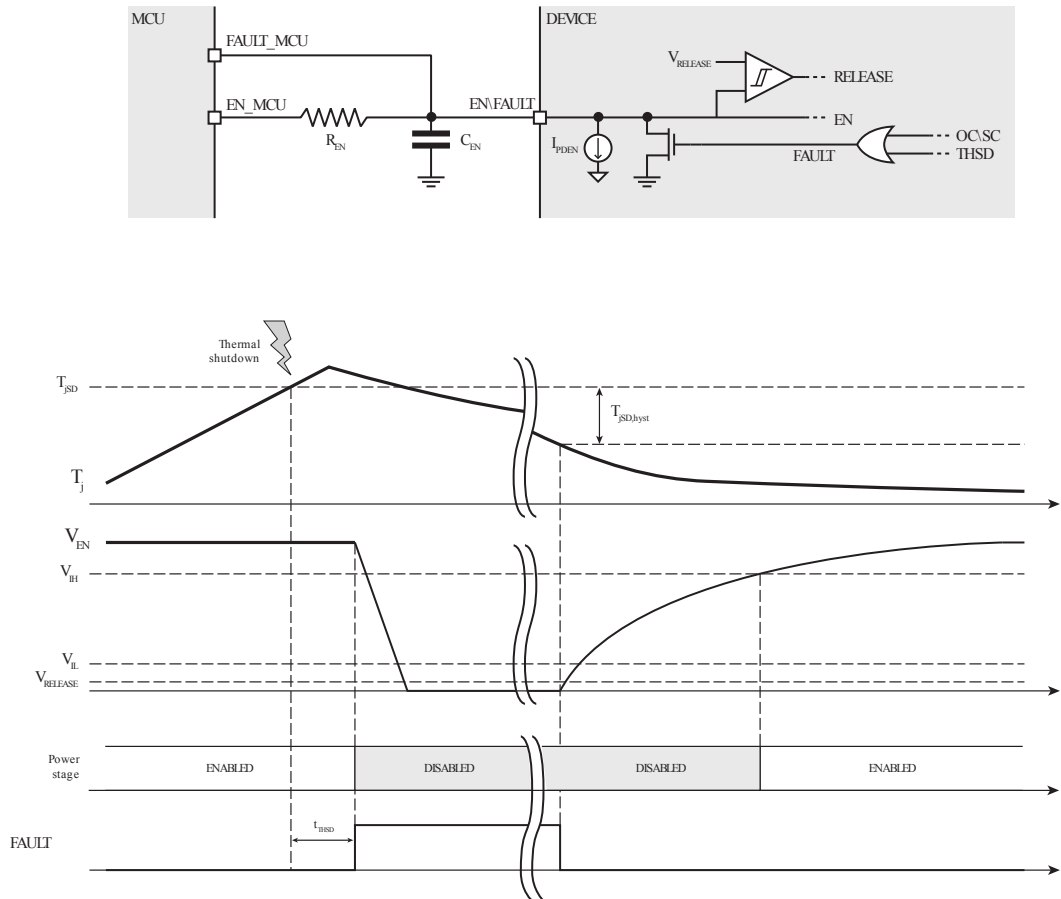 MCU
DEVICE
FAULT_MCU
V_RELEASE
RELEASE
EN_MCU
EN\FAULT
EN
R_EN
C_EN
I_PDEN
FAULT
OC\SC
THSD
Thermal
shutdown
T_jSD
T_jSD,hyst
T_j
V_EN
V_IH
V_IL
V_RELEASE
Power
stage
ENABLED
DISABLED
DISABLED
ENABLED
t_THSD
FAULT